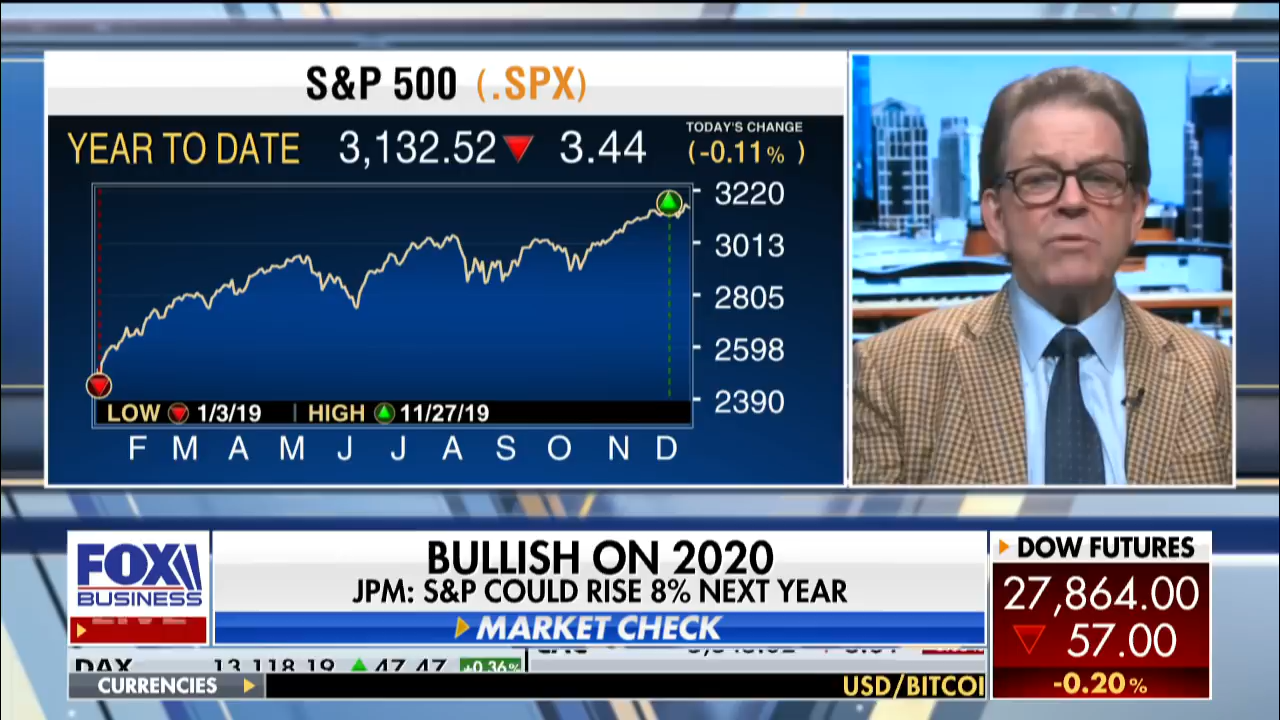 S&P 500 (.SPX)
YEAR TO DATE 3,132.52 3.44
TODAY'S CHANGE
(-0.11% )
3220
3013
2805
2598
2390
LOW 1/3/19 | HIGH 11/27/19
F M A M J J A S O N D
FOX
BUSINESS
BULLISH ON 2020
JPM: S&P COULD RISE 8% NEXT YEAR
MARKET CHECK
DOW FUTURES
27,864.00
57.00
-0.20%
DAX 13,118.19 47.47 +0.36%
CURRENCIES
USD/BITCOI